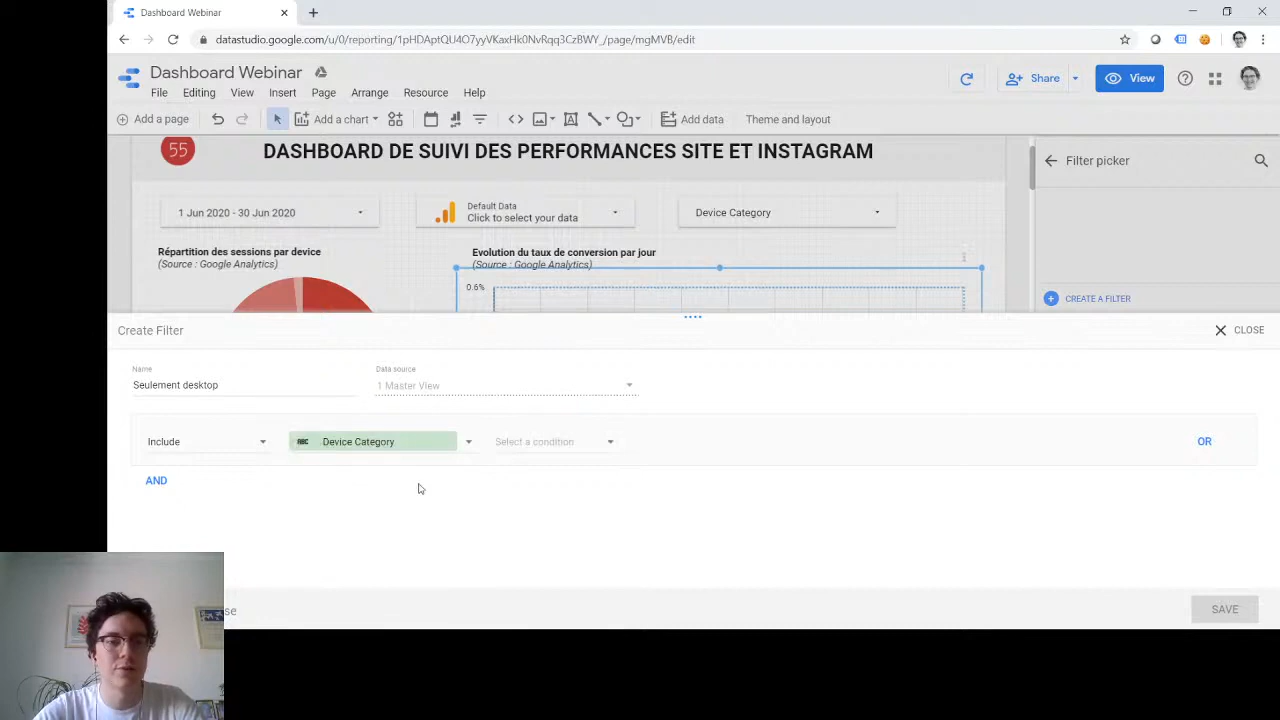 Dashboard Webinar
datastudio.google.com/u/0/reporting/1pHDAptQU4O7yyVKaxHk0NvRqq3CzBWY_/page/mgMVB/edit
Dashboard Webinar
File Editing View Insert Page Arrange Resource Help
Share View
Add a page Add a chart Add data Theme and layout
55 DASHBOARD DE SUIVI DES PERFORMANCES SITE ET INSTAGRAM
Filter picker
1 Jun 2020 - 30 Jun 2020
Default Data
Click to select your data
Device Category
Répartition des sessions par device
(Source : Google Analytics)
Evolution du taux de conversion par jour
(Source : Google Analytics)
0.6%
CREATE A FILTER
Create Filter
CLOSE
Name
Seulement desktop
Data source
1 Master View
Include ABC Device Category Select a condition OR
AND
se
SAVE